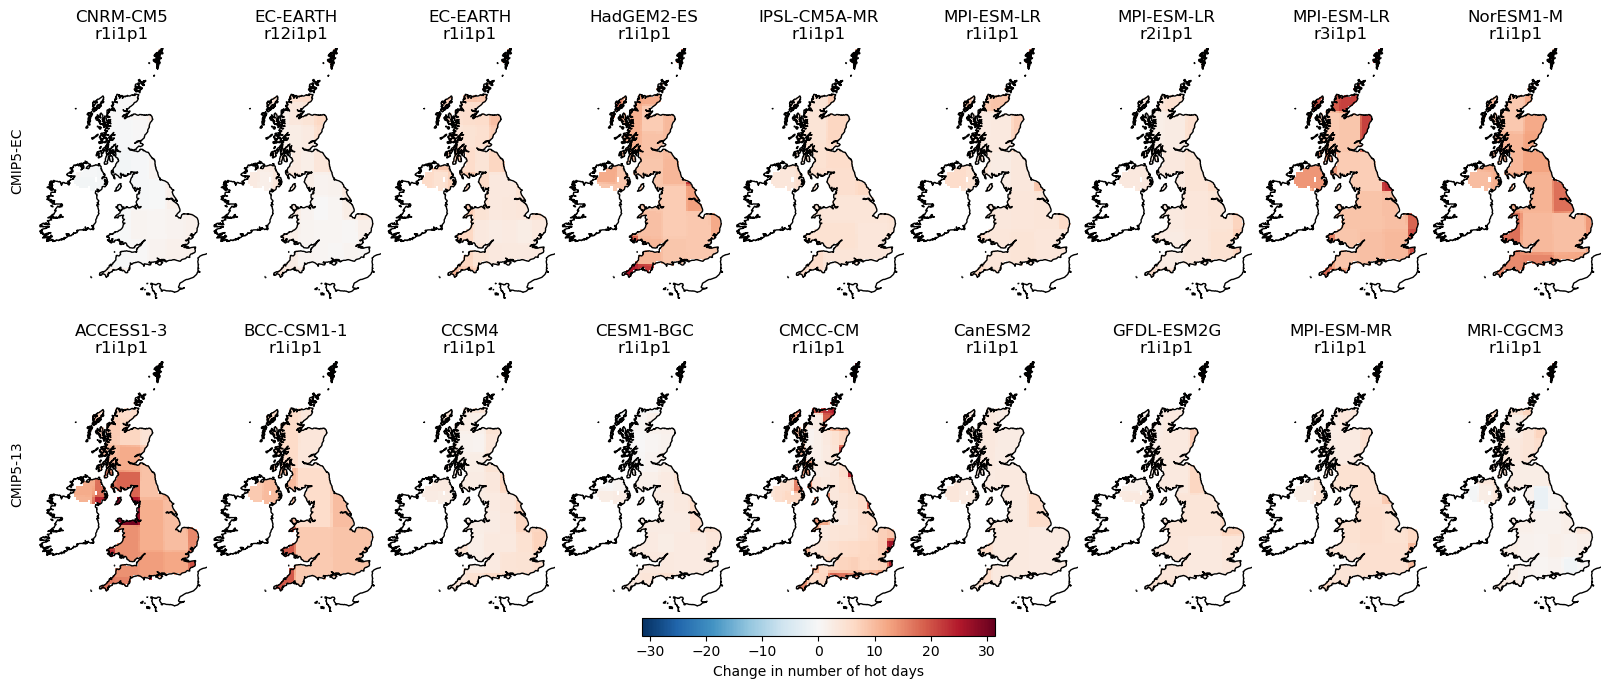 CNRM-CM5
r1i1p1
EC-EARTH
r12i1p1
EC-EARTH
r1i1p1
HadGEM2-ES
r1i1p1
IPSL-CM5A-MR
r1i1p1
MPI-ESM-LR
r1i1p1
MPI-ESM-LR
r2i1p1
MPI-ESM-LR
r3i1p1
NorESM1-M
r1i1p1
CMIP5-EC
ACCESS1-3
r1i1p1
BCC-CSM1-1
r1i1p1
CCSM4
r1i1p1
CESM1-BGC
r1i1p1
CMCC-CM
r1i1p1
CanESM2
r1i1p1
GFDL-ESM2G
r1i1p1
MPI-ESM-MR
r1i1p1
MRI-CGCM3
r1i1p1
CMIP5-13
−30 −20 −10 0 10 20 30
Change in number of hot days